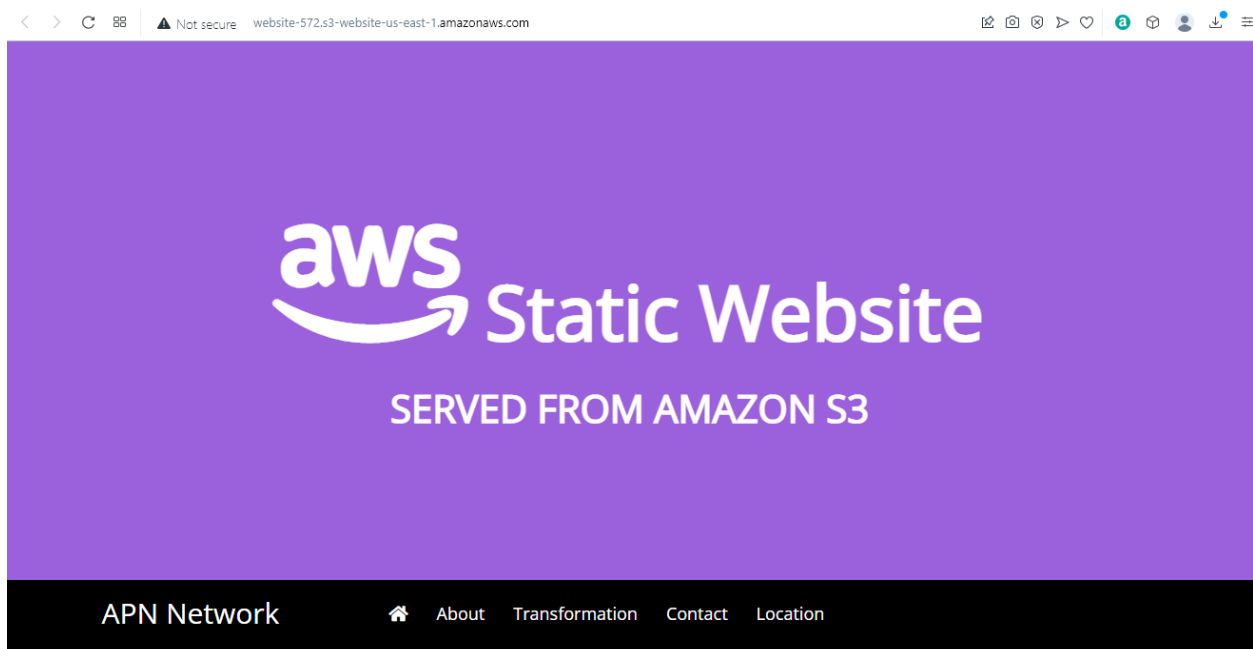 Not secure website-572.s3-website-us-east-1.amazonaws.com
a
aws
Static Website
SERVED FROM AMAZON S3
APN Network About Transformation Contact Location